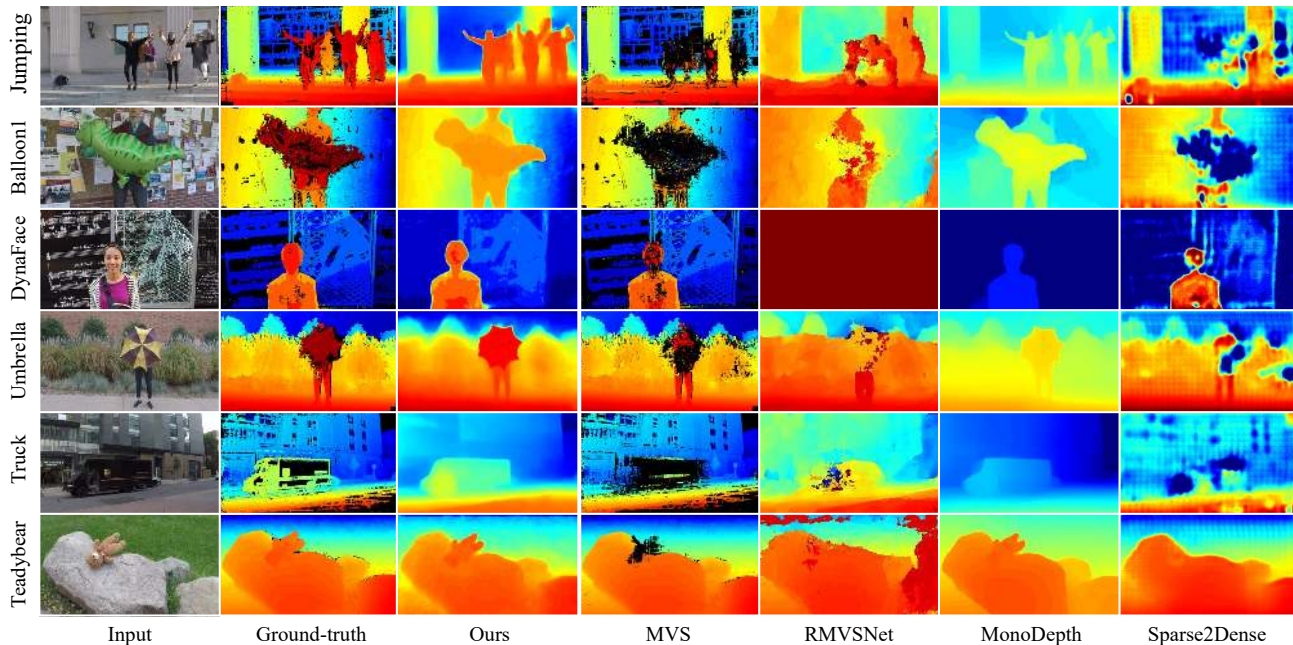 Jumping
Balloon1
DynaFace
Umbrella
Truck
Teadybear
Input Ground-truth Ours MVS RMVSNet MonoDepth Sparse2Dense